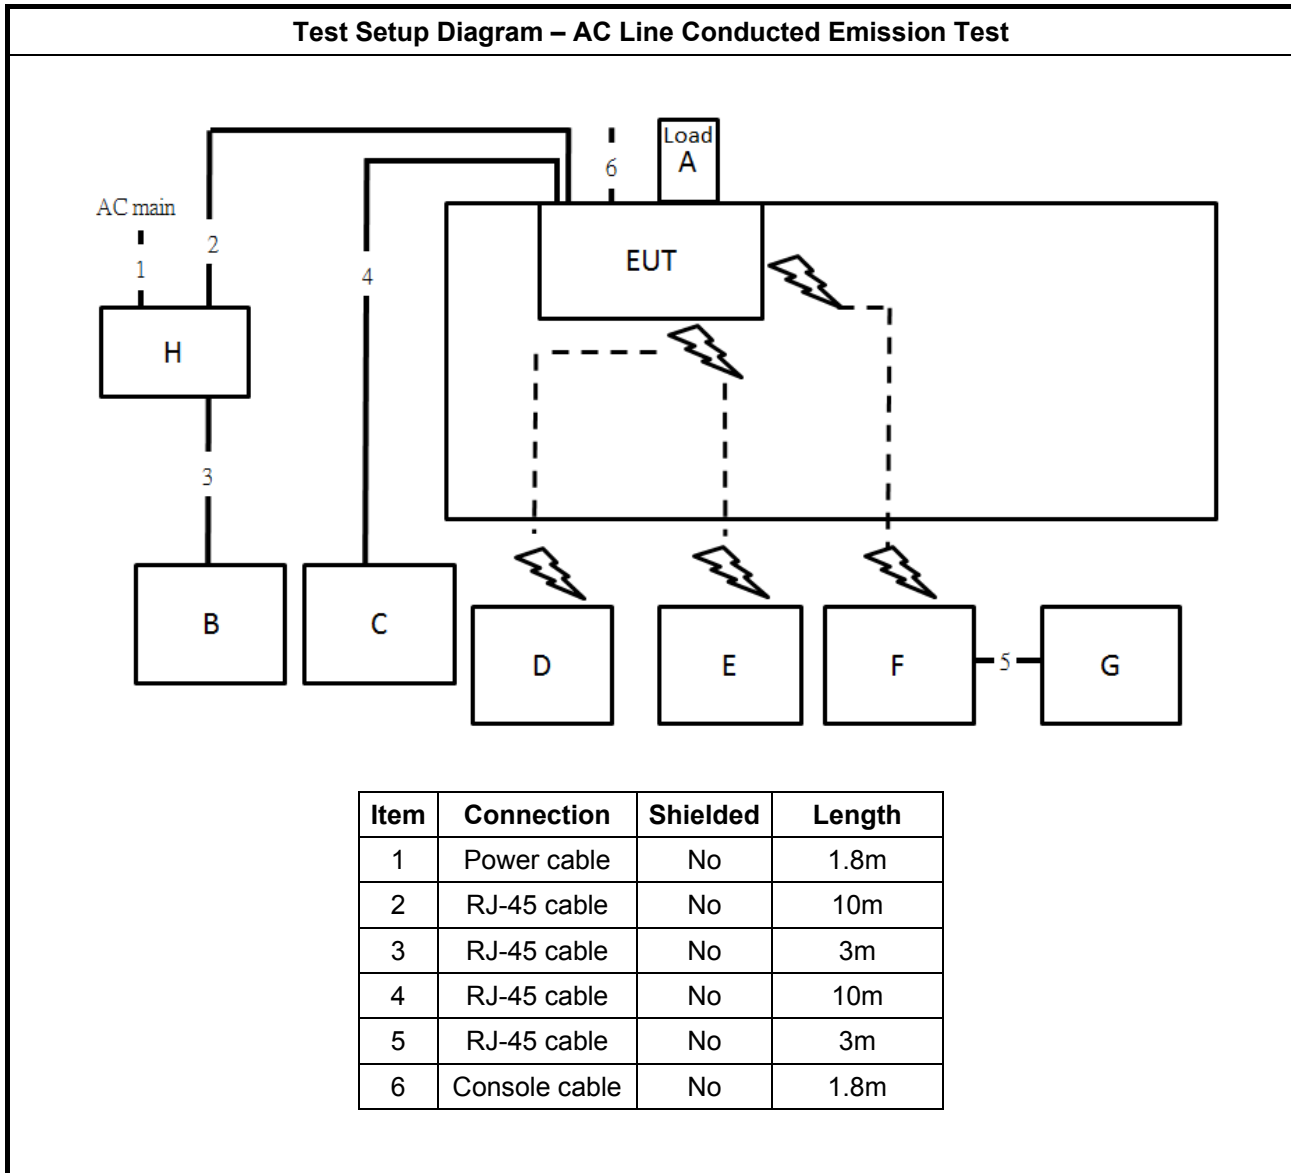 Test Setup Diagram – AC Line Conducted Emission Test
Load
A
6
AC main
2
1
4
EUT
H
3
B
C
D
E
F
5
G
Item Connection Shielded Length
1 Power cable No 1.8m
2 RJ-45 cable No 10m
3 RJ-45 cable No 3m
4 RJ-45 cable No 10m
5 RJ-45 cable No 3m
6 Console cable No 1.8m